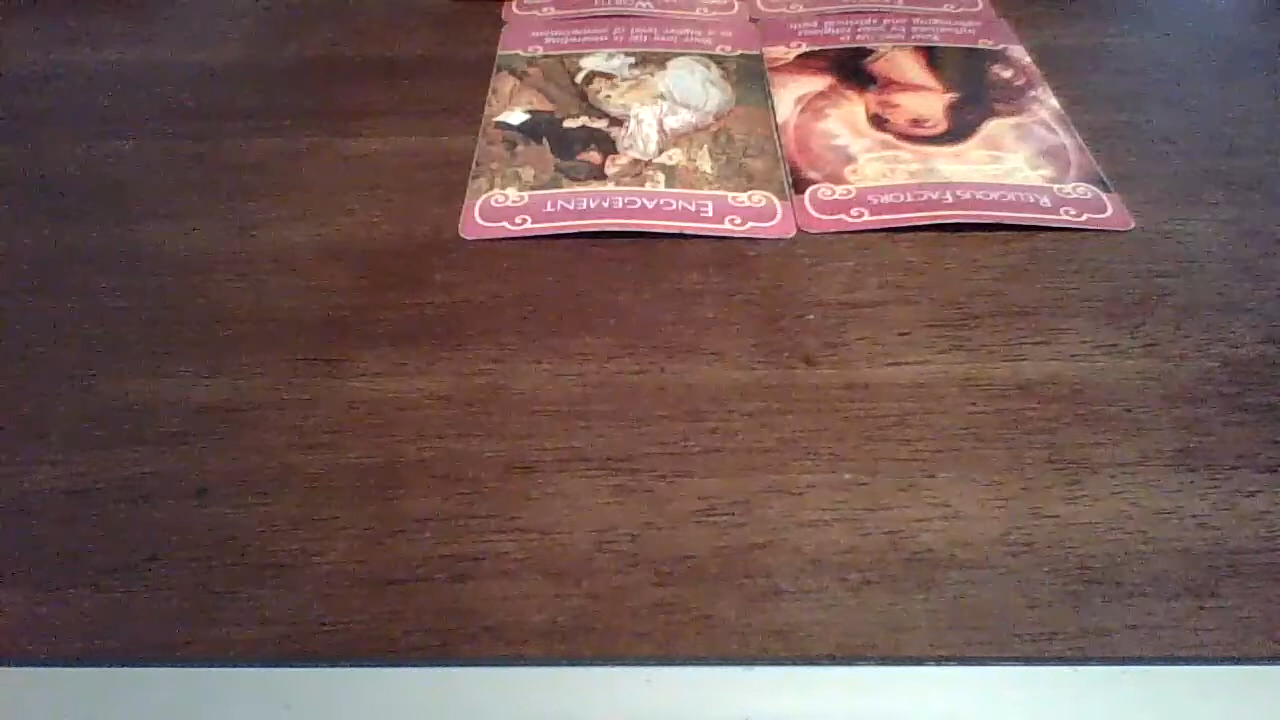 ENGAGEMENT
Your love life is ascending
to a higher level of commitment.
RELIGIOUS FACTORS
Your love life is
influenced by your religious
upbringing and spiritual path.
WORTH